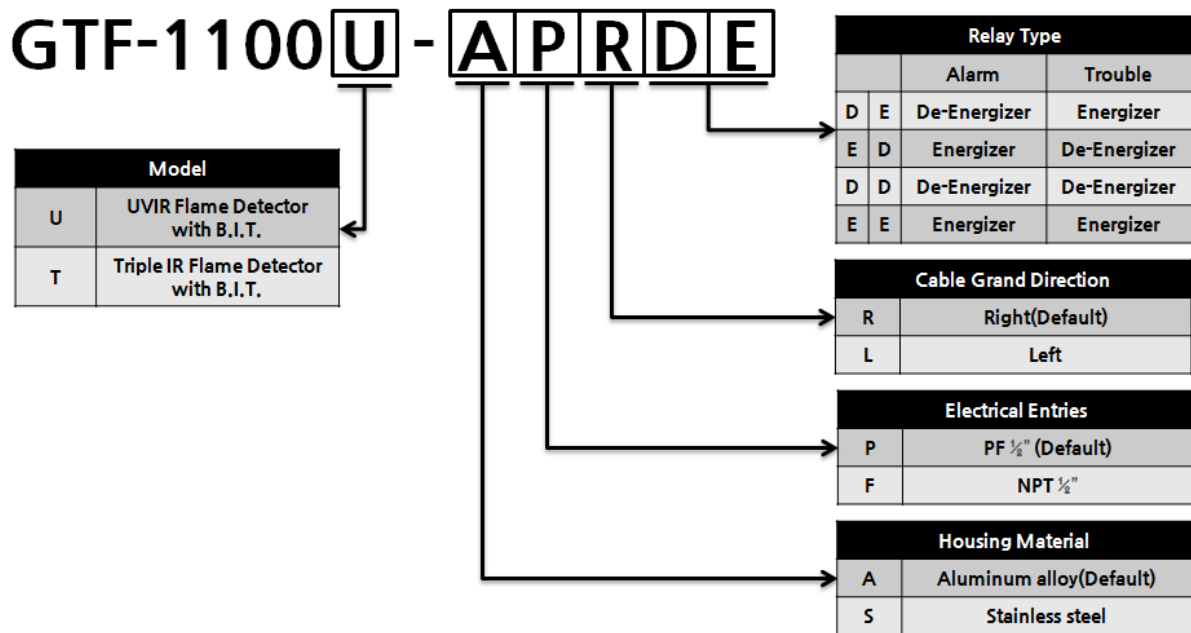 GTF-1100U-APRDE
Model
U UVIR Flame Detector
with B.I.T.
T Triple IR Flame Detector
with B.I.T.
Relay Type
Alarm Trouble
D E De-Energizer Energizer
E D Energizer De-Energizer
D D De-Energizer De-Energizer
E E Energizer Energizer
Cable Grand Direction
R Right(Default)
L Left
Electrical Entries
P PF ½" (Default)
F NPT ½"
Housing Material
A Aluminum alloy(Default)
S Stainless steel